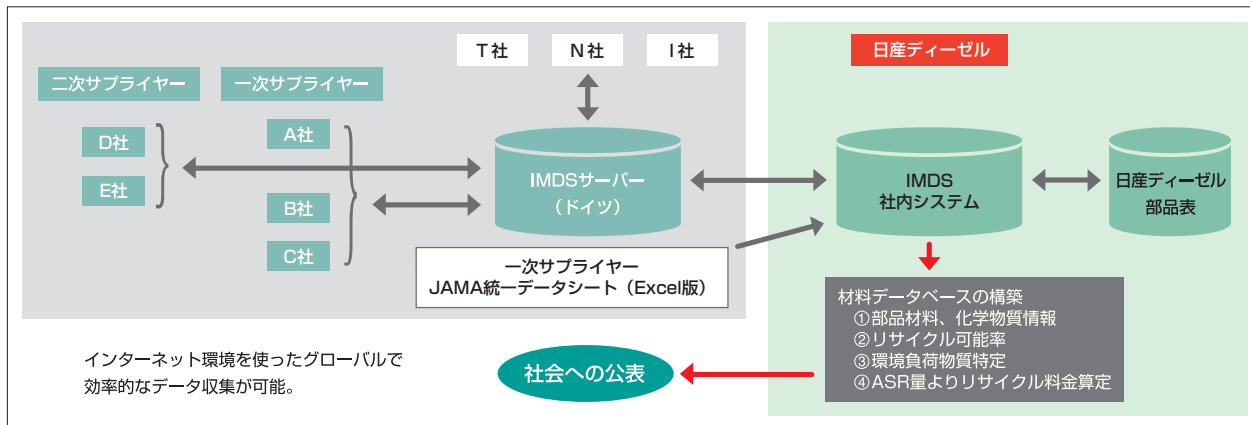 T社
N社
I社
日産ディーゼル
二次サプライヤー
一次サプライヤー
D社
E社
A社
B社
C社
IMDSサーバー
（ドイツ）
IMDS
社内システム
日産ディーゼル
部品表
一次サプライヤー
JAMA統一データシート（Excel版）
材料データベースの構築
①部品材料、化学物質情報
②リサイクル可能率
③環境負荷物質特定
④ASR量よりリサイクル料金算定
インターネット環境を使ったグローバルで
効率的なデータ収集が可能。
社会への公表